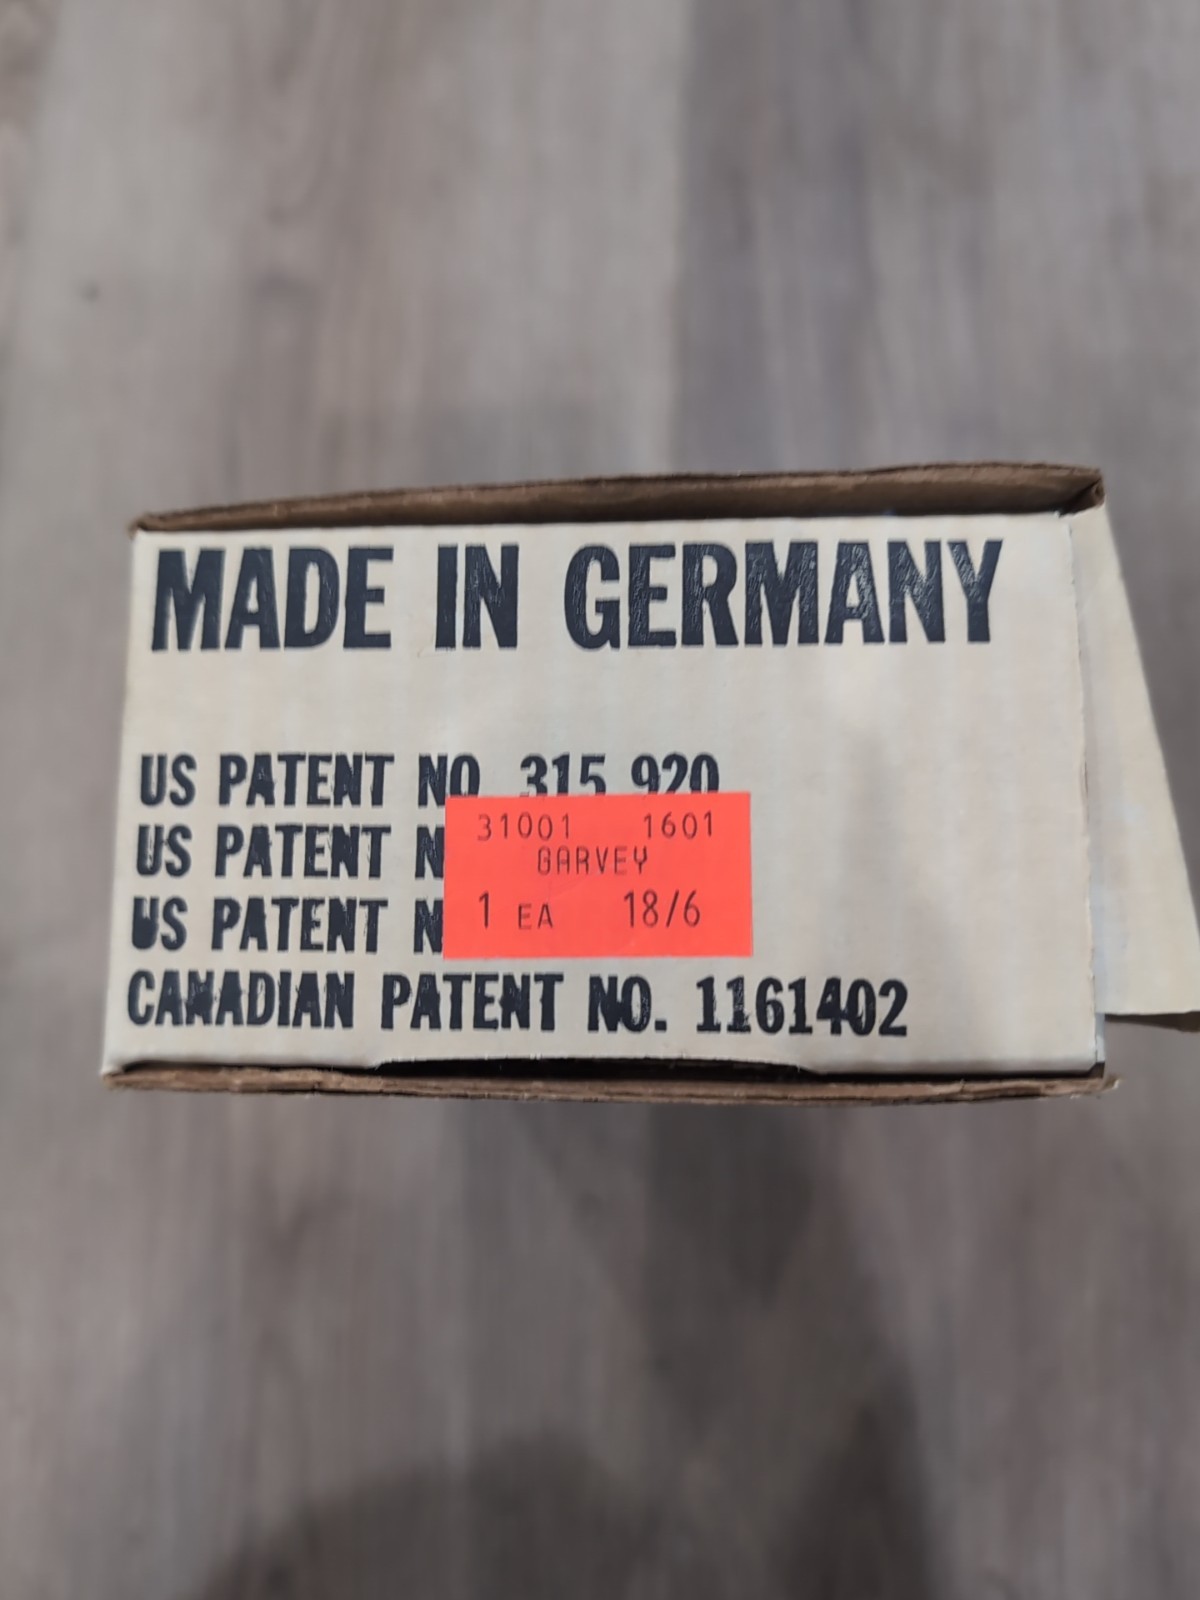 MADE IN GERMANY
US PATENT NO 315 920
US PATENT N
31001 1601
GARVEY
US PATENT N
1 EA 18/6
CANADIAN PATENT NO. 1161402